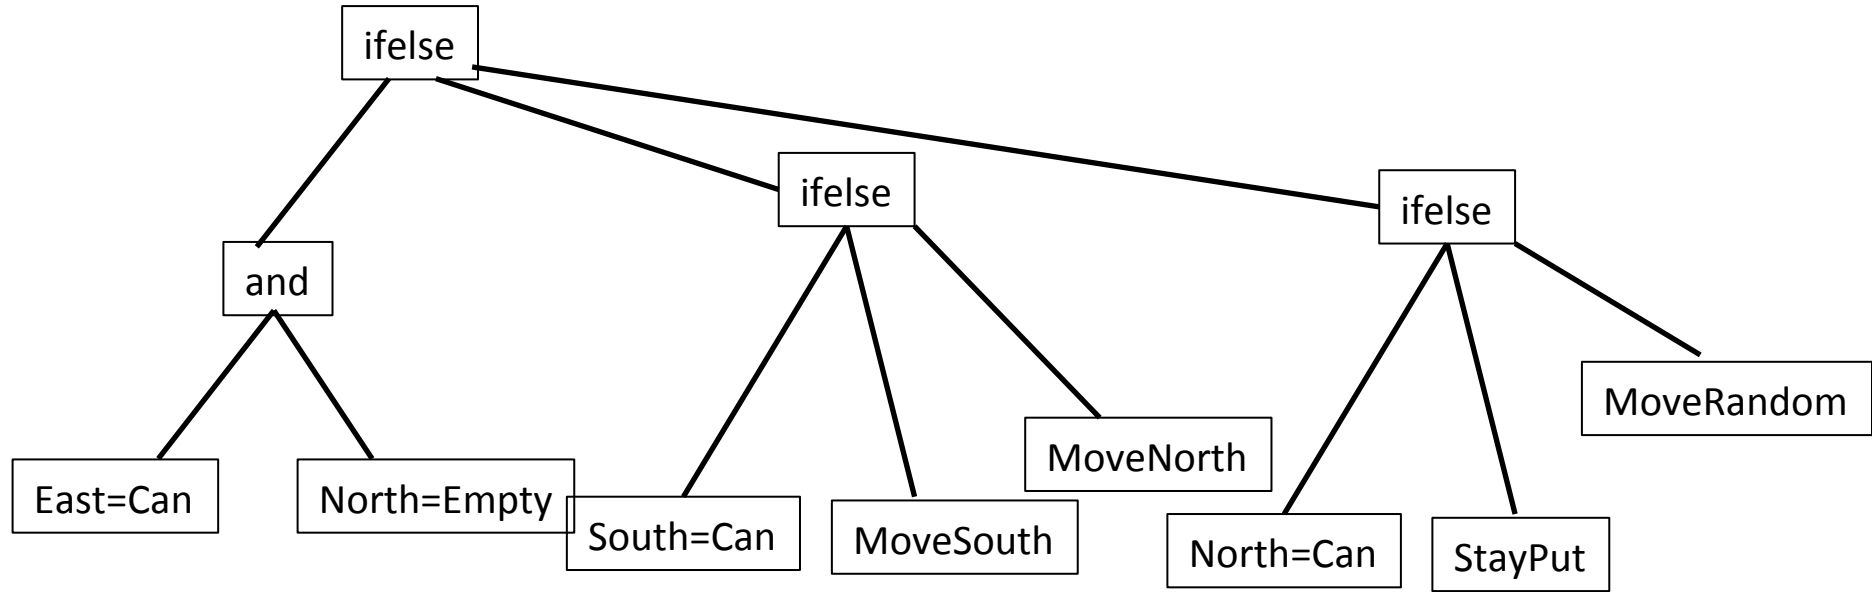 ifelse
ifelse
ifelse
and
MoveRandom
MoveNorth
East=Can
North=Empty
South=Can
MoveSouth
North=Can
StayPut